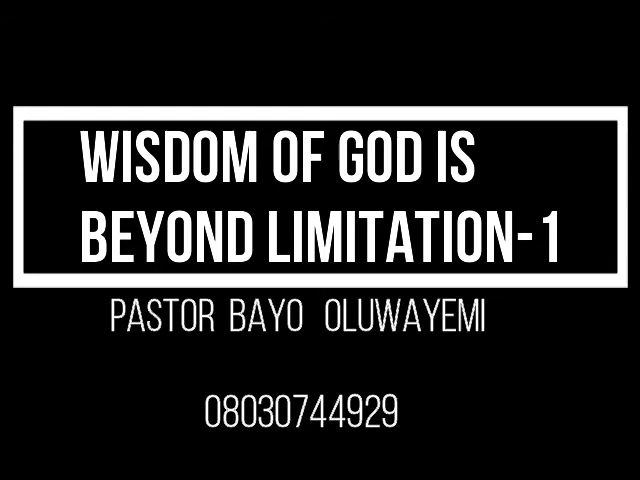 WISDOM OF GOD IS
BEYOND LIMITATION-1
PASTOR BAYO OLUWAYEMI
08030744929